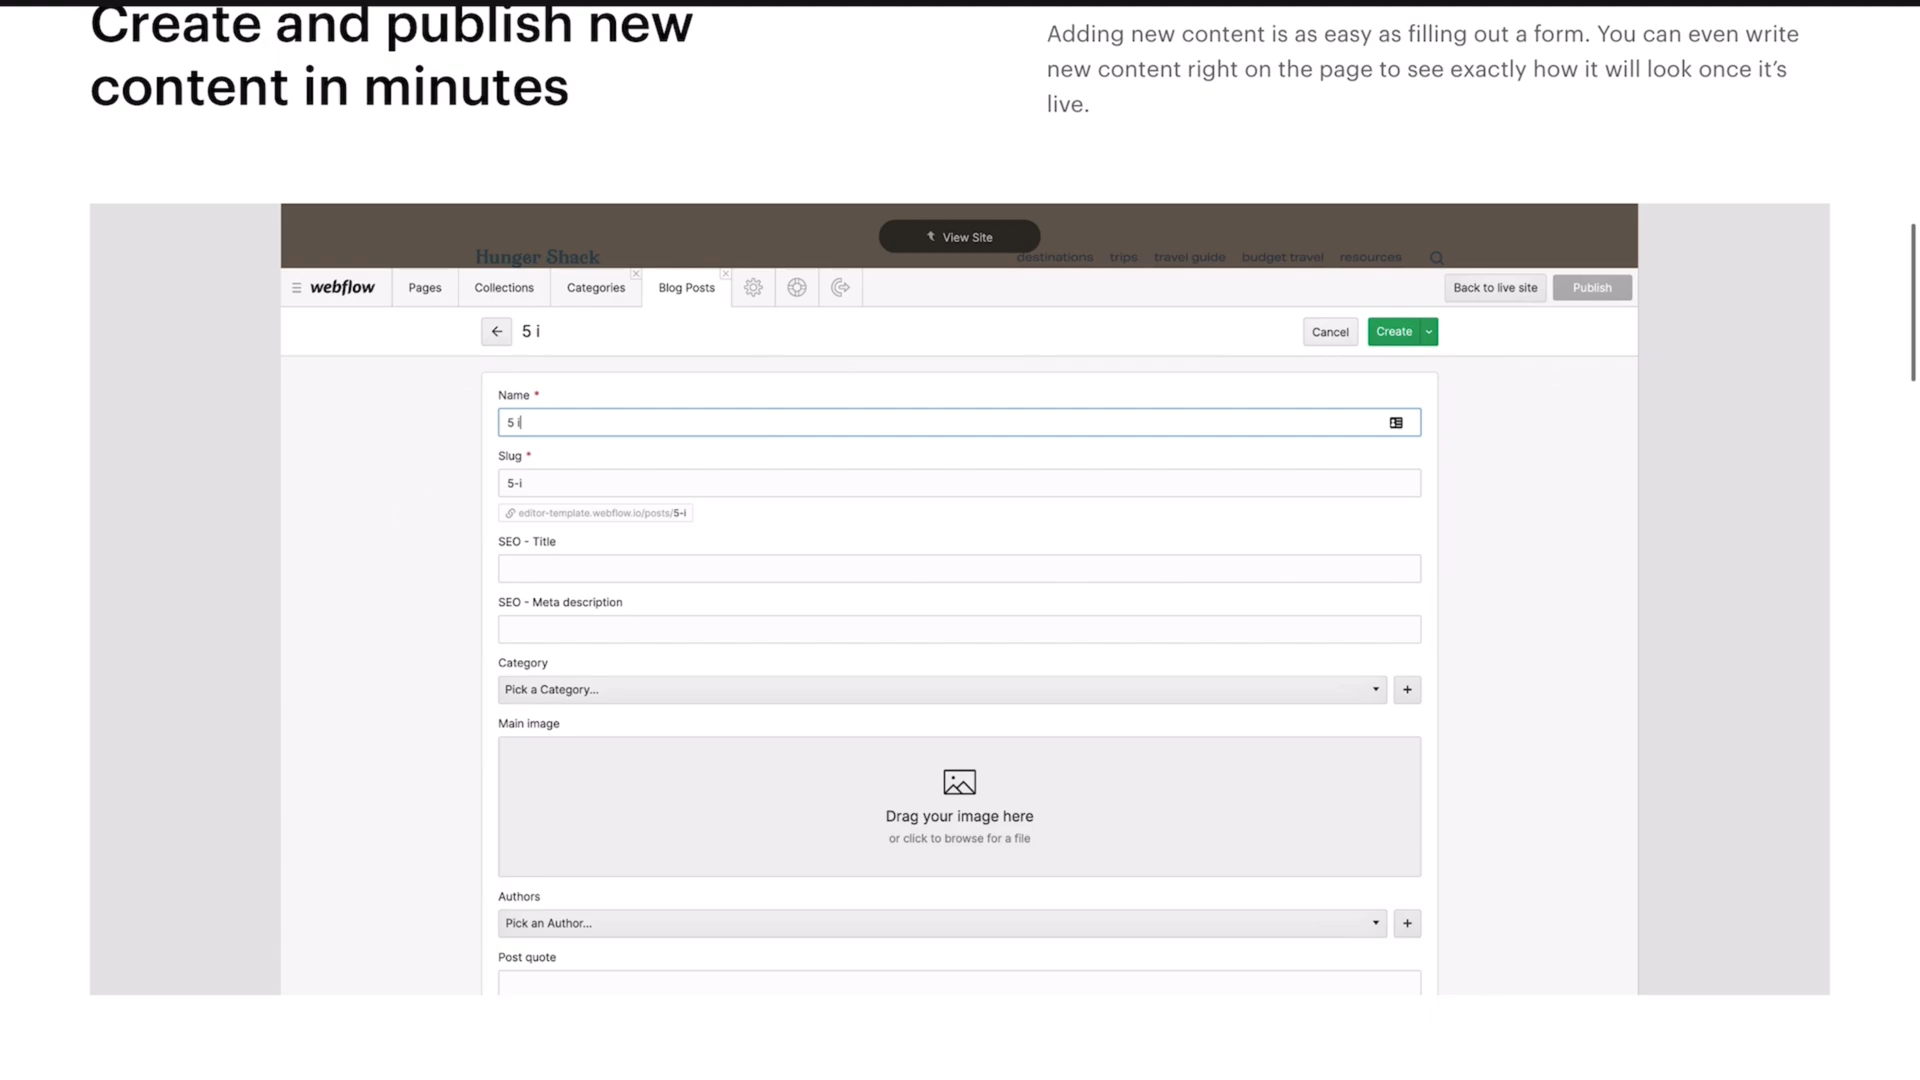 Create and publish new
content in minutes
Adding new content is as easy as filling out a form. You can even write
new content right on the page to see exactly how it will look once it’s
live.
View Site
Hunger Shack
destinations trips travel guide budget travel resources
webflow Pages Collections Categories Blog Posts Back to live site Publish
5 i Cancel Create
Name *
5 i
Slug *
5-i
editor-template.webflow.io/posts/5-i
SEO - Title
SEO - Meta description
Category
Pick a Category...
Main image
Drag your image here
or click to browse for a file
Authors
Pick an Author...
Post quote